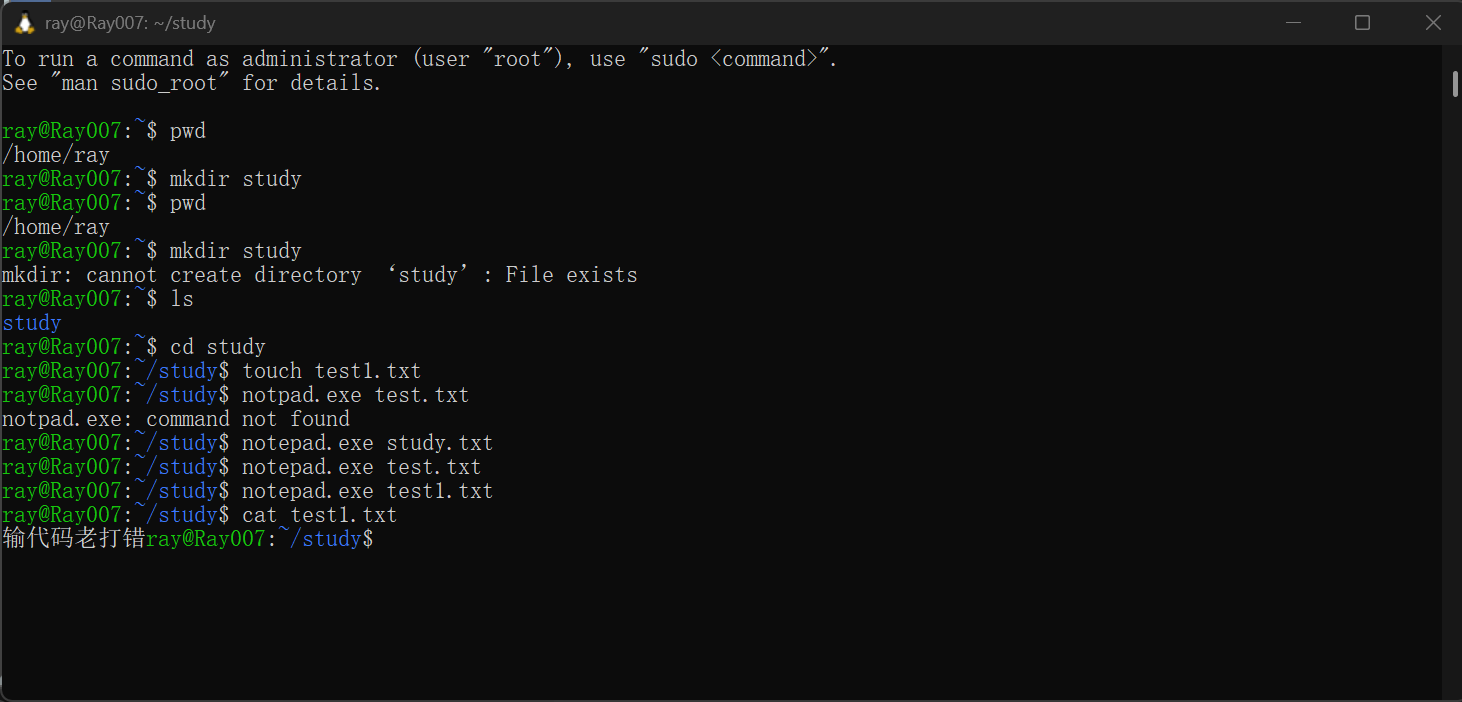 ray@Ray007: ~/study
To run a command as administrator (user "root"), use "sudo <command>".
See "man sudo_root" for details.
ray@Ray007:~$ pwd
/home/ray
ray@Ray007:~$ mkdir study
ray@Ray007:~$ pwd
/home/ray
ray@Ray007:~$ mkdir study
mkdir: cannot create directory ‘study’: File exists
ray@Ray007:~$ ls
study
ray@Ray007:~$ cd study
ray@Ray007:~/study$ touch test1.txt
ray@Ray007:~/study$ notpad.exe test.txt
notpad.exe: command not found
ray@Ray007:~/study$ notepad.exe study.txt
ray@Ray007:~/study$ notepad.exe test.txt
ray@Ray007:~/study$ notepad.exe test1.txt
ray@Ray007:~/study$ cat test1.txt
输代码老打错ray@Ray007:~/study$